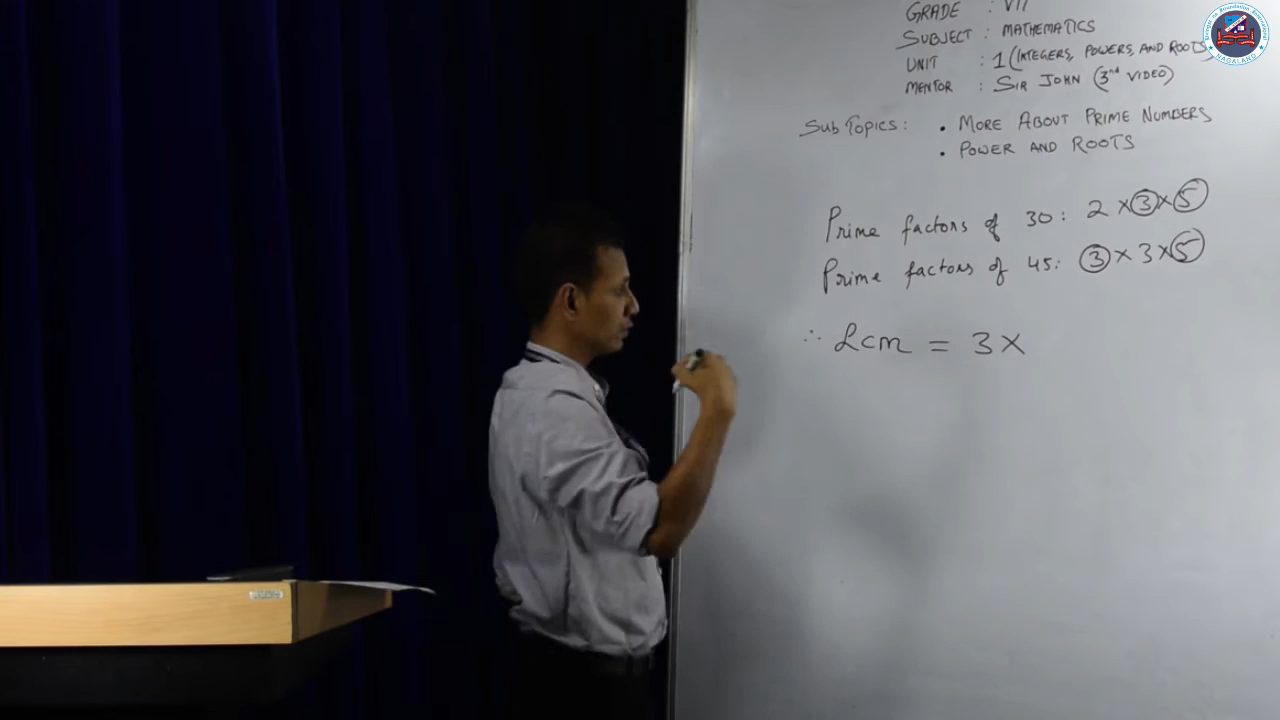 GRADE : VII
SUBJECT : MATHEMATICS
UNIT : 1 (INTEGERS, POWERS, AND ROOTS)
MENTOR : SIR JOHN (3rd VIDEO)
Sub Topics : • MORE ABOUT PRIME NUMBERS
• POWER AND ROOTS
Prime factors of 30: 2 × 3 × 5
Prime factors of 45: 3 × 3 × 5
∴ LCM = 3 ×
NAGALAND